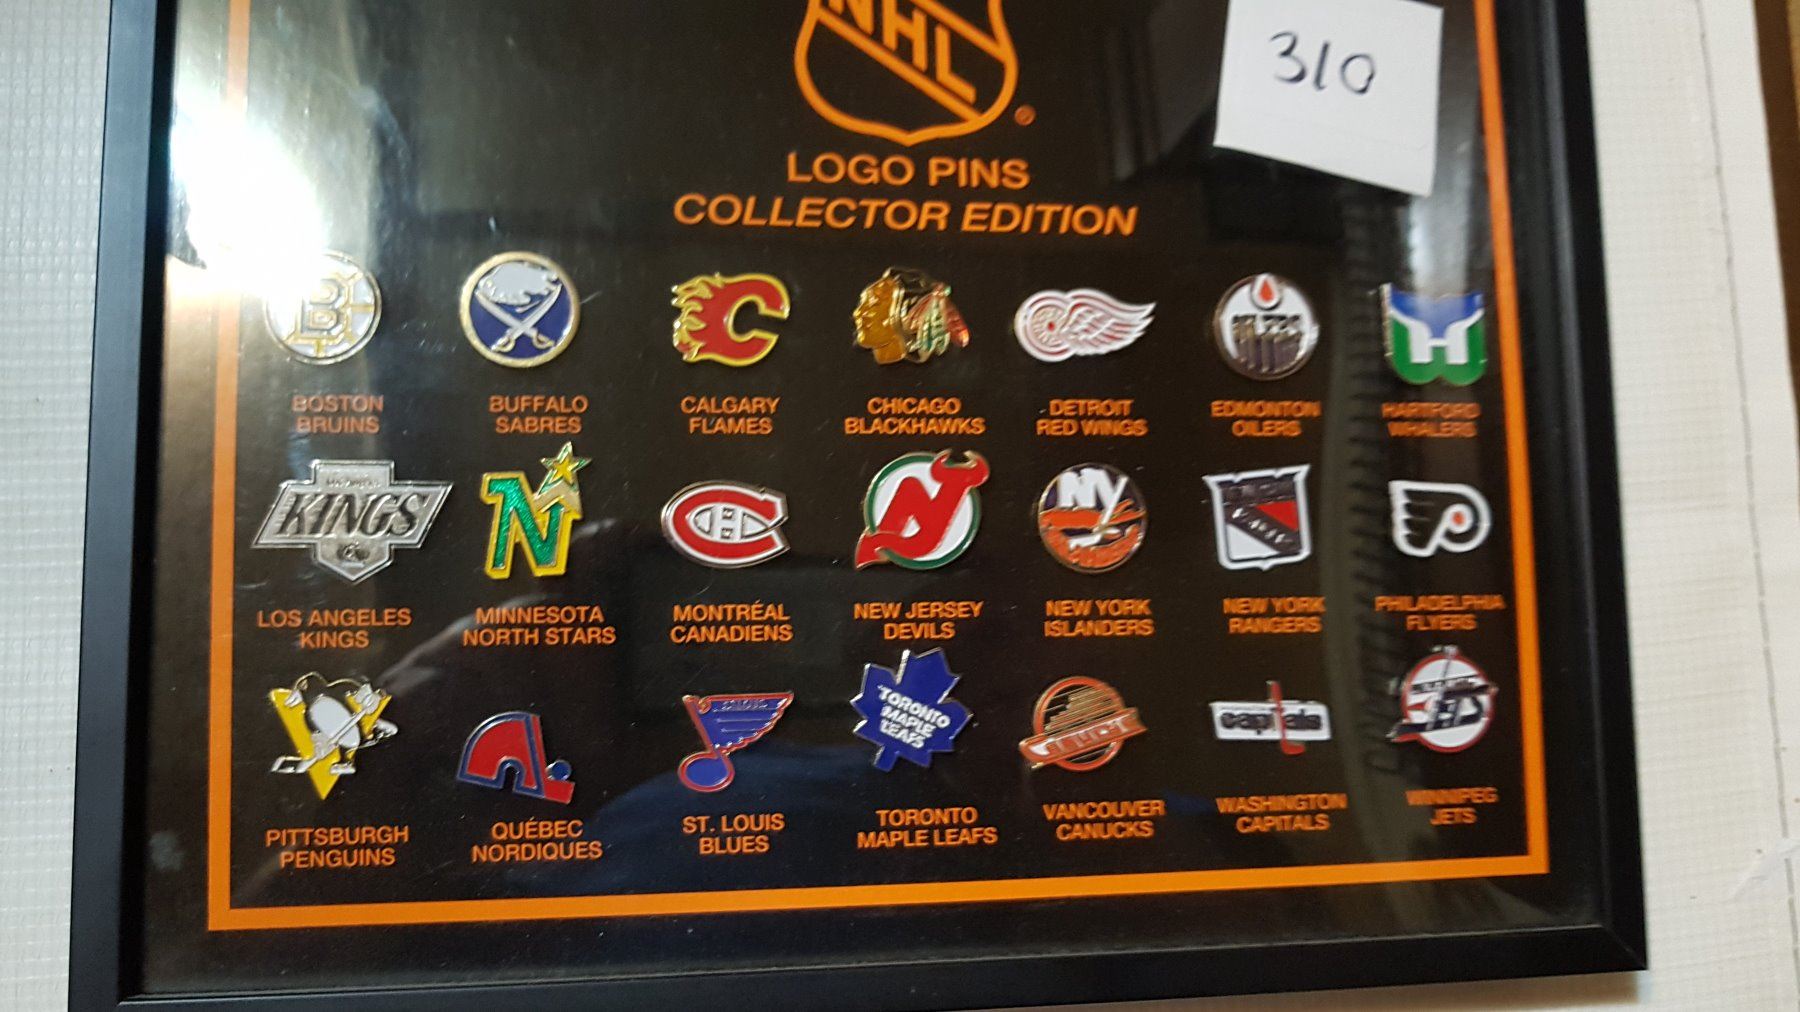 NHL
310
LOGO PINS
COLLECTOR EDITION
B
BOSTON
BRUINS
BUFFALO
SABRES
C
CALGARY
FLAMES
CHICAGO
BLACKHAWKS
DETROIT
RED WINGS
EDMONTON
OILERS
HARTFORD
WHALERS
KINGS
LOS ANGELES
KINGS
N
MINNESOTA
NORTH STARS
CH
MONTRÉAL
CANADIENS
NEW JERSEY
DEVILS
NY
NEW YORK
ISLANDERS
NEW YORK
RANGERS
P
PHILADELPHIA
FLYERS
PITTSBURGH
PENGUINS
QUÉBEC
NORDIQUES
ST. LOUIS
BLUES
TORONTO
MAPLE
LEAFS
TORONTO
MAPLE LEAFS
VANCOUVER
CANUCKS
capitals
WASHINGTON
CAPITALS
JETS
WINNIPEG
JETS